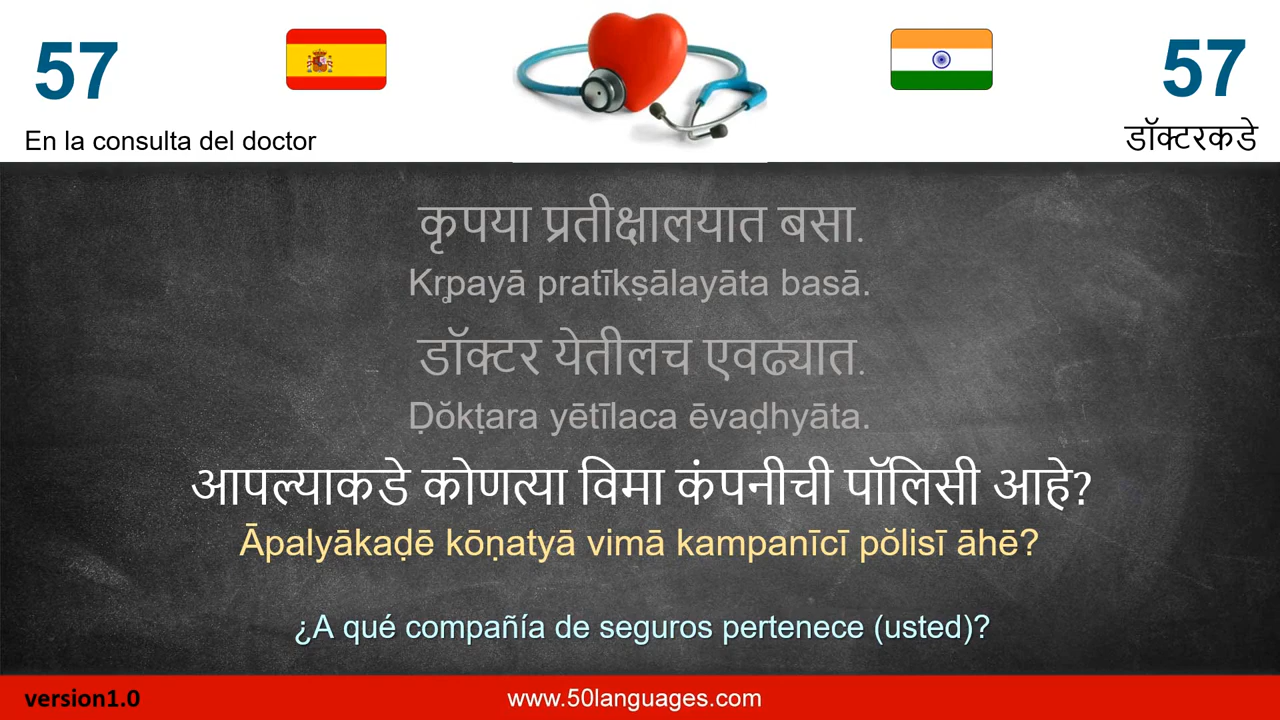 57
57
En la consulta del doctor
डॉक्टरकडे
कृपया प्रतीक्षालयात बसा.
Kr̥payā pratīkṣālayāta basā.
डॉक्टर येतीलच एवढ्यात.
Ḍŏkṭara yētīlaca ēvaḍhyāta.
आपल्याकडे कोणत्या विमा कंपनीची पॉलिसी आहे?
Āpalyākaḍē kōṇatyā vimā kampanīcī pŏlisī āhē?
¿A qué compañía de seguros pertenece (usted)?
version1.0
www.50languages.com